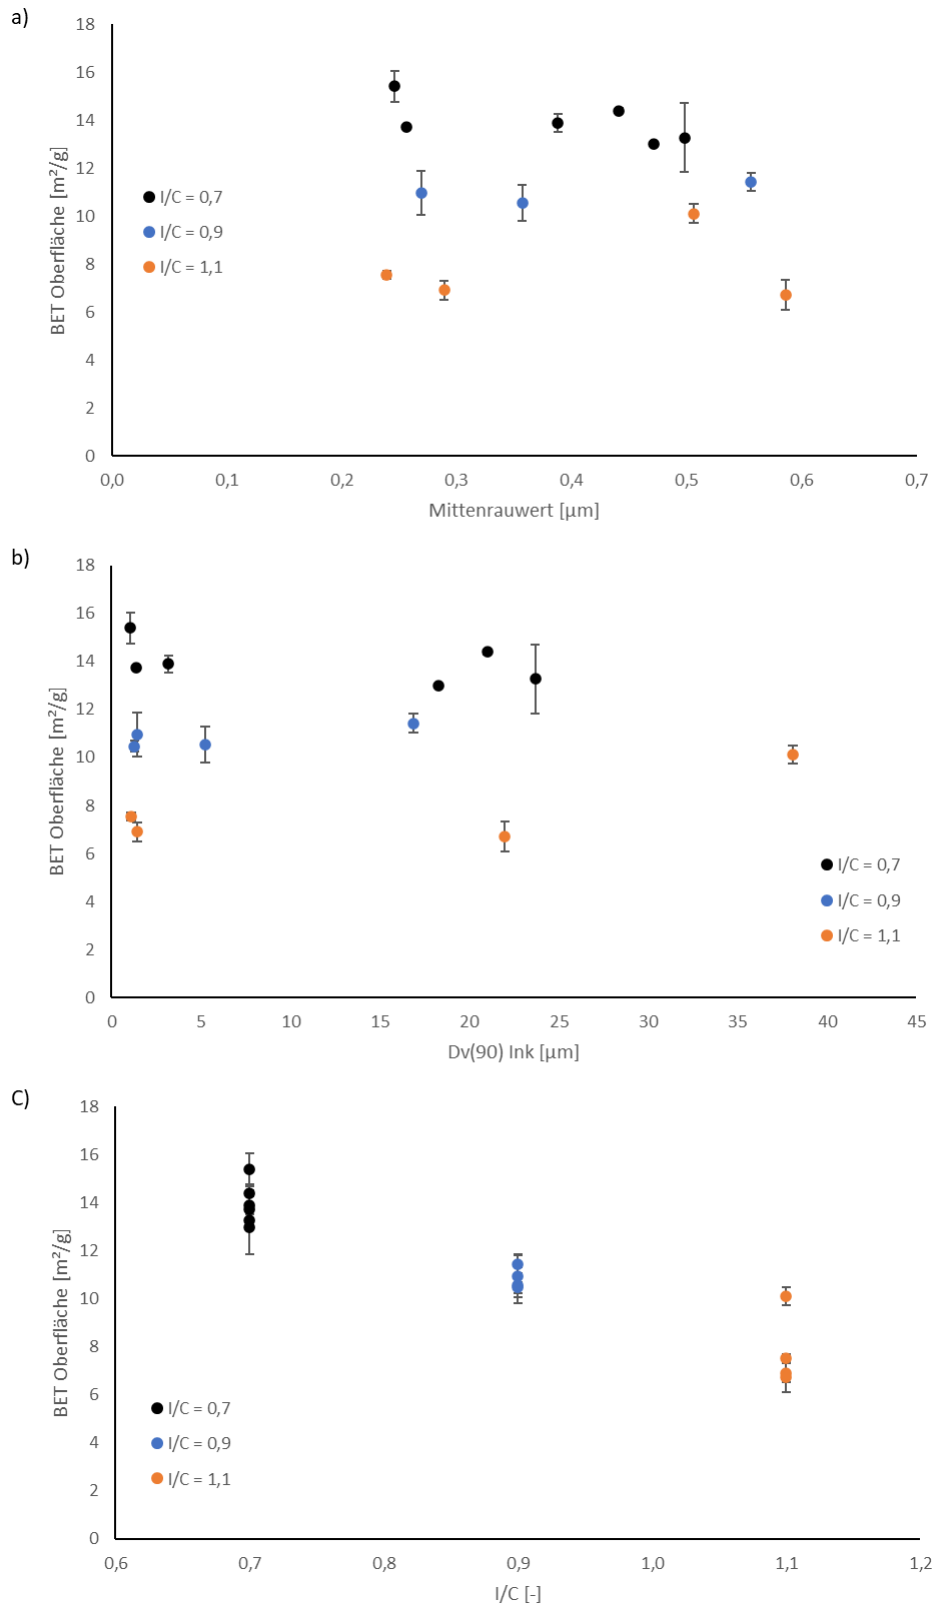 a)
18
16
14
12
10
8
6
4
2
0
BET Oberfläche [m²/g]
I/C = 0,7
I/C = 0,9
I/C = 1,1
0,0 0,1 0,2 0,3 0,4 0,5 0,6 0,7
Mittenrauwert [µm]
b)
18
16
14
12
10
8
6
4
2
0
BET Oberfläche [m²/g]
I/C = 0,7
I/C = 0,9
I/C = 1,1
0 5 10 15 20 25 30 35 40 45
Dv(90) Ink [µm]
C)
18
16
14
12
10
8
6
4
2
0
BET Oberfläche [m²/g]
I/C = 0,7
I/C = 0,9
I/C = 1,1
0,6 0,7 0,8 0,9 1,0 1,1 1,2
I/C [-]